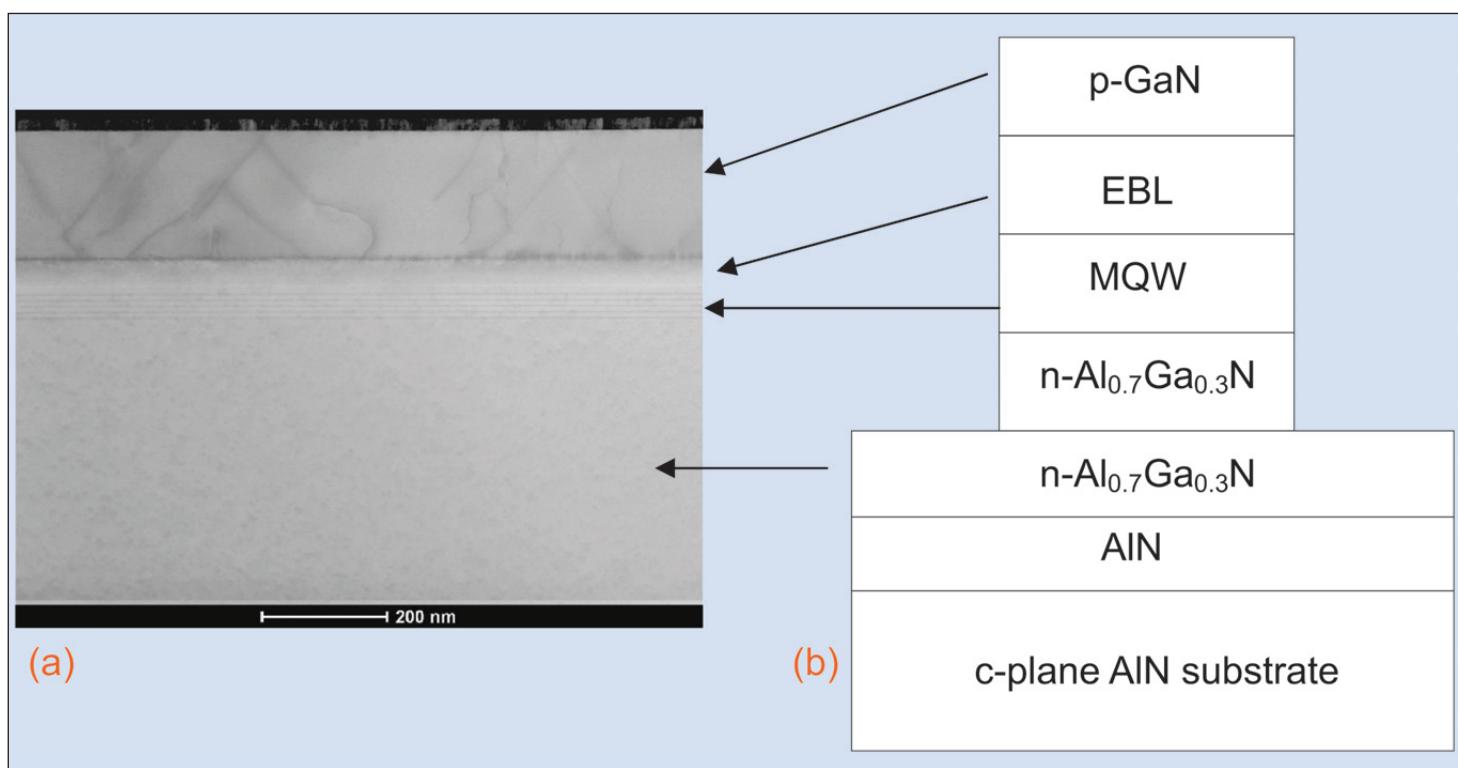 p-GaN
EBL
MQW
n-Al₀.₇Ga₀.₃N
n-Al₀.₇Ga₀.₃N
AlN
c-plane AlN substrate
200 nm
(a)
(b)